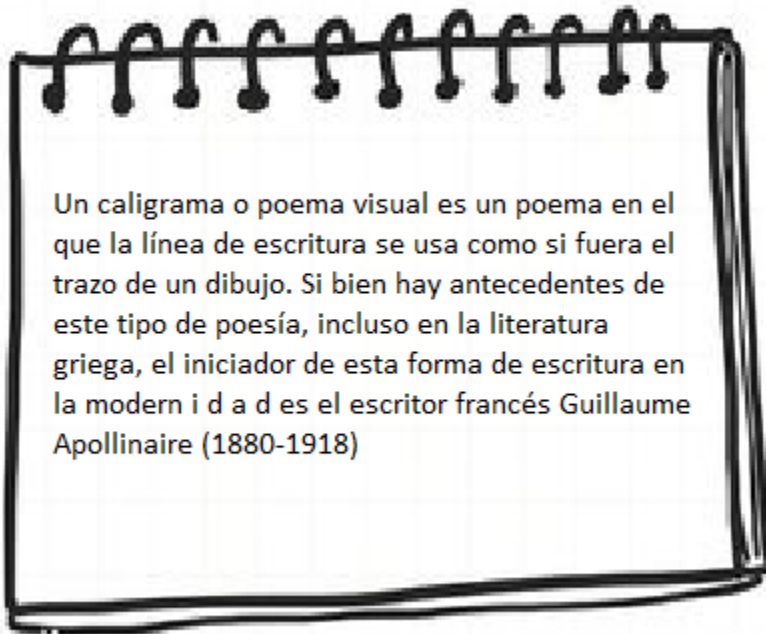 Un caligrama o poema visual es un poema en el
que la línea de escritura se usa como si fuera el
trazo de un dibujo. Si bien hay antecedentes de
este tipo de poesía, incluso en la literatura
griega, el iniciador de esta forma de escritura en
la modern i d a d es el escritor francés Guillaume
Apollinaire (1880-1918)